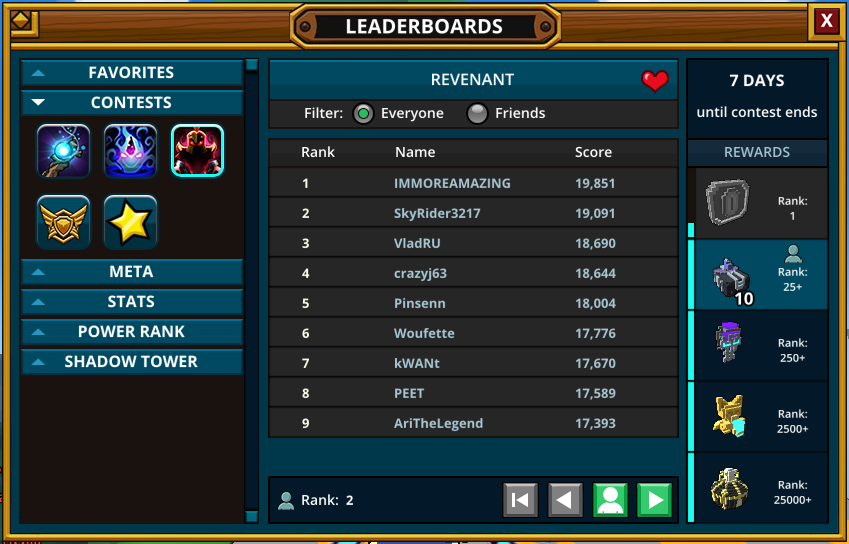 LEADERBOARDS
X
FAVORITES
CONTESTS
META
STATS
POWER RANK
SHADOW TOWER
REVENANT
Filter: Everyone Friends
Rank Name Score
1 IMMOREAMAZING 19,851
2 SkyRider3217 19,091
3 VladRU 18,690
4 crazyj63 18,644
5 Pinsenn 18,004
6 Woufette 17,776
7 kWANt 17,670
8 PEET 17,589
9 AriTheLegend 17,393
Rank: 2
7 DAYS
until contest ends
REWARDS
Rank:
1
10
Rank:
25+
Rank:
250+
Rank:
2500+
Rank:
25000+